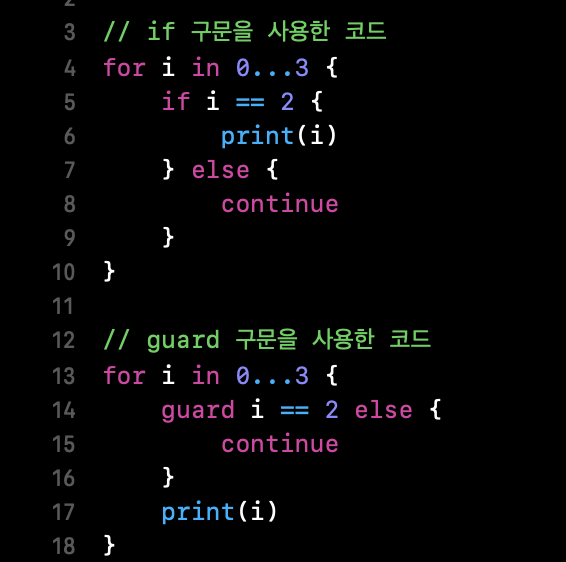 3 // if 구문을 사용한 코드
4 for i in 0...3 {
5     if i == 2 {
6         print(i)
7     } else {
8         continue
9     }
10 }
11
12 // guard 구문을 사용한 코드
13 for i in 0...3 {
14     guard i == 2 else {
15         continue
16     }
17     print(i)
18 }